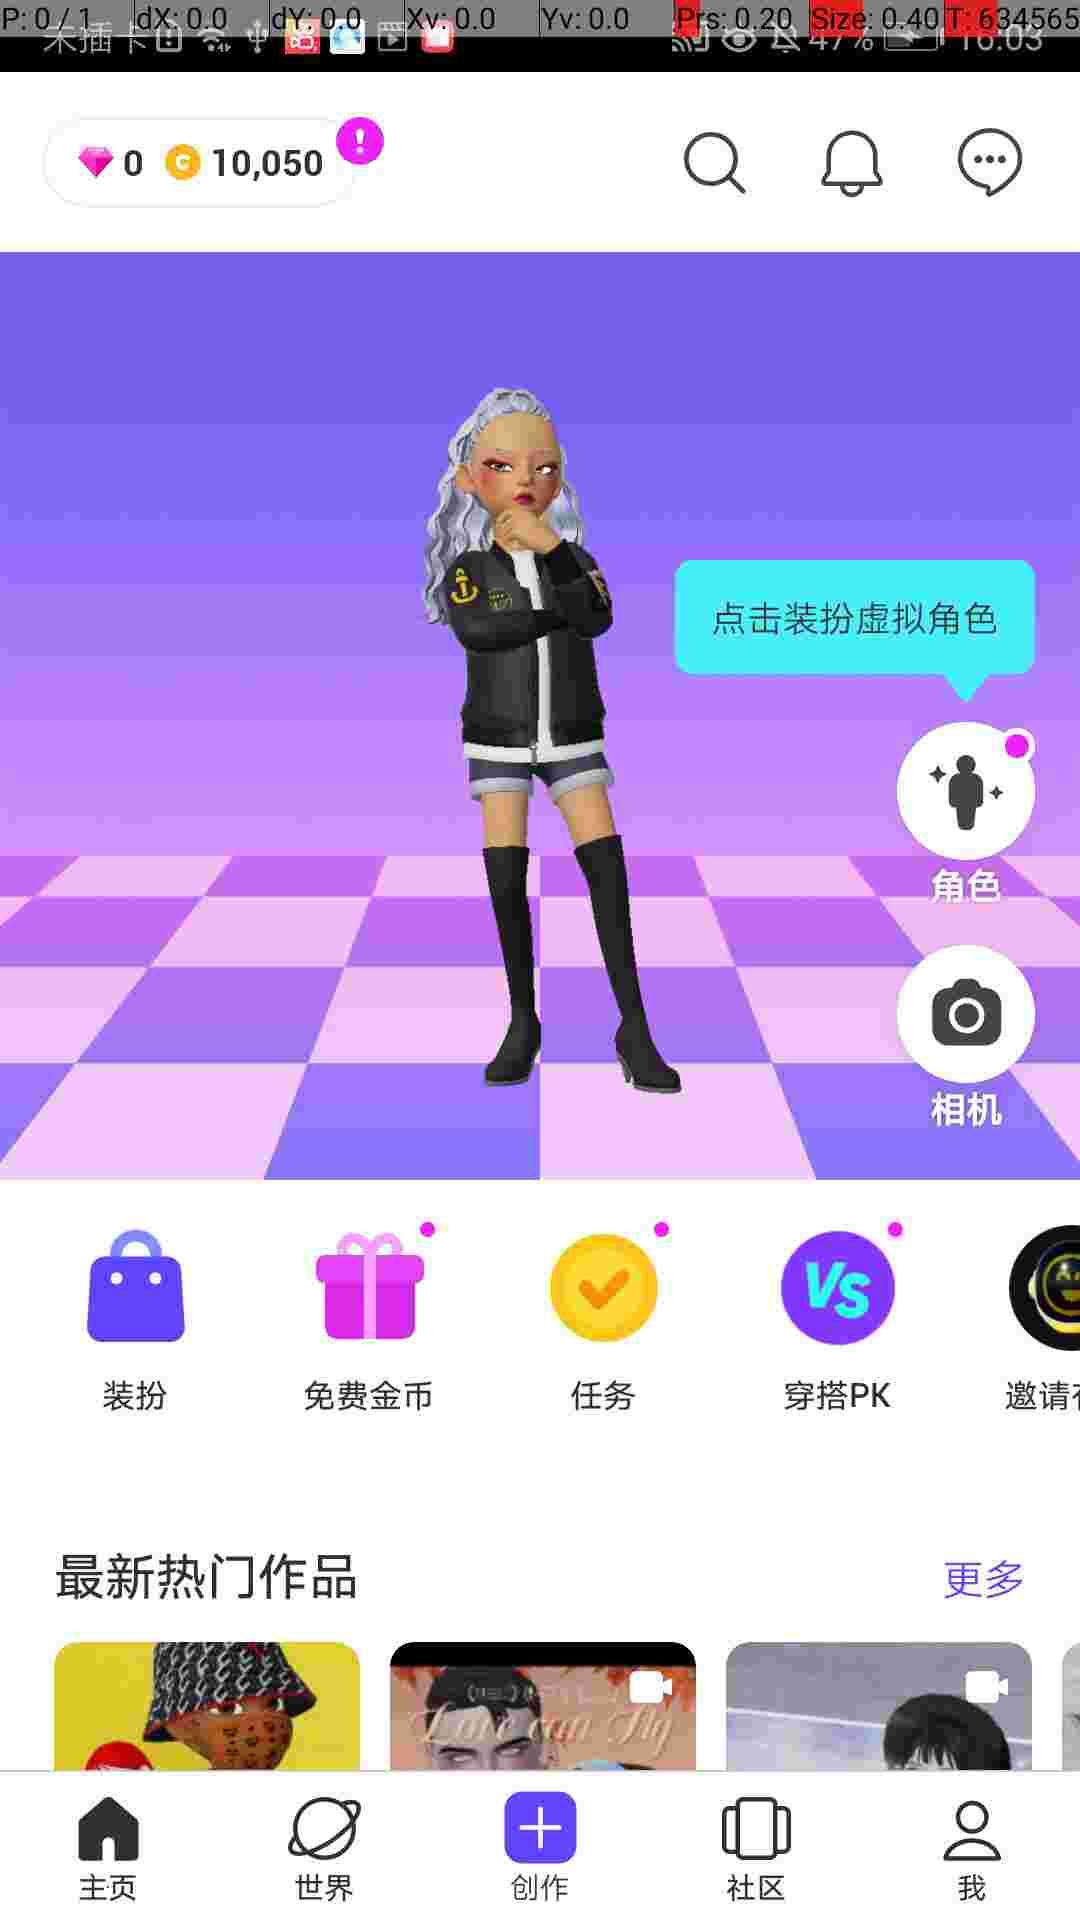 P: 0 / 1 dX: 0.0 dY: 0.0 Xv: 0.0 Yv: 0.0 Prs: 0.20 Size: 0.40 T: 634565
未插卡 47% 16:03
0 C 10,050 !
点击装扮虚拟角色
角色
相机
VS
装扮 免费金币 任务 穿搭PK 邀请
最新热门作品 更多
Love can Fly
主页 世界 创作 社区 我